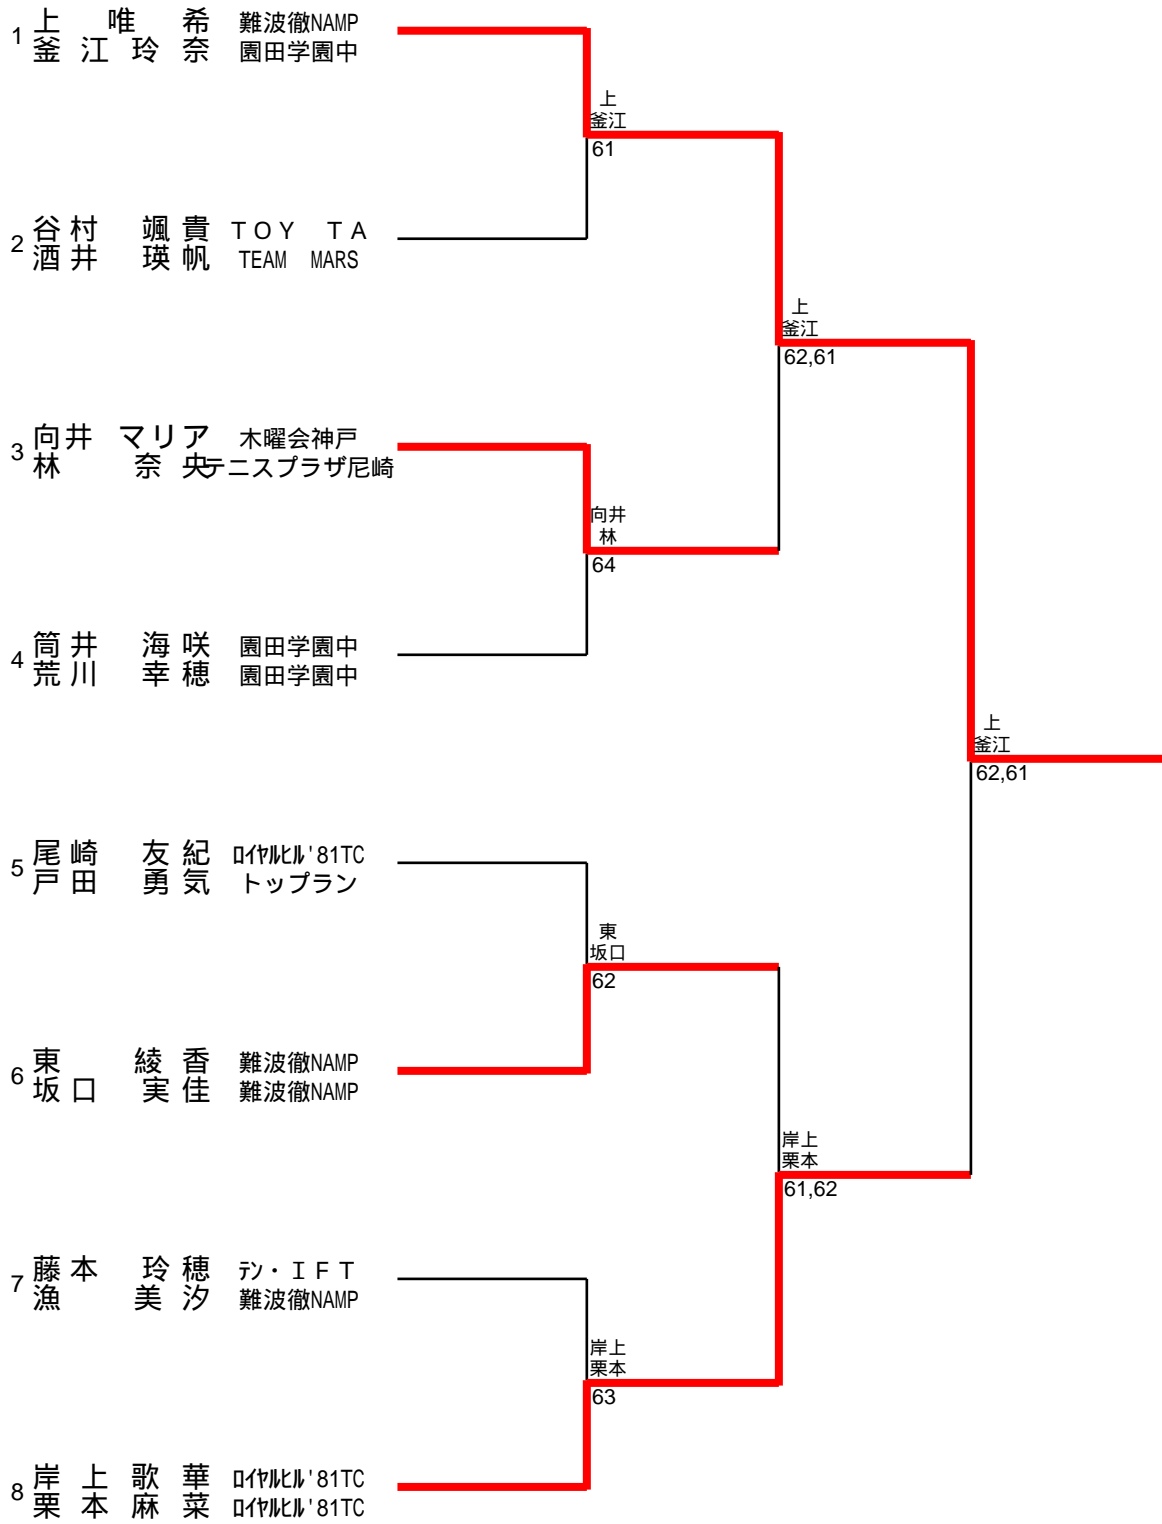 1 上 唯 希 難波徹NAMP
釜 江 玲 奈 園田学園中
上
釜江
61
2 谷村 颯貴 ＴＯＹ ＴＡ
酒井 瑛帆 TEAM MARS
上
釜江
62,61
3 向井 マリア 木曜会神戸
林 奈央 テニスプラザ尼崎
向井
林
64
4 筒井 海咲 園田学園中
荒川 幸穂 園田学園中
上
釜江
62,61
5 尾崎 友紀 ﾛｲﾔﾙﾋﾙ'81TC
戸田 勇気 トップラン
東
坂口
62
6 東 綾香 難波徹NAMP
坂口 実佳 難波徹NAMP
岸上
栗本
61,62
7 藤本 玲穂 ﾃﾝ・ＩＦＴ
漁 美汐 難波徹NAMP
岸上
栗本
63
8 岸上歌華 ﾛｲﾔﾙﾋﾙ'81TC
栗本麻菜 ﾛｲﾔﾙﾋﾙ'81TC